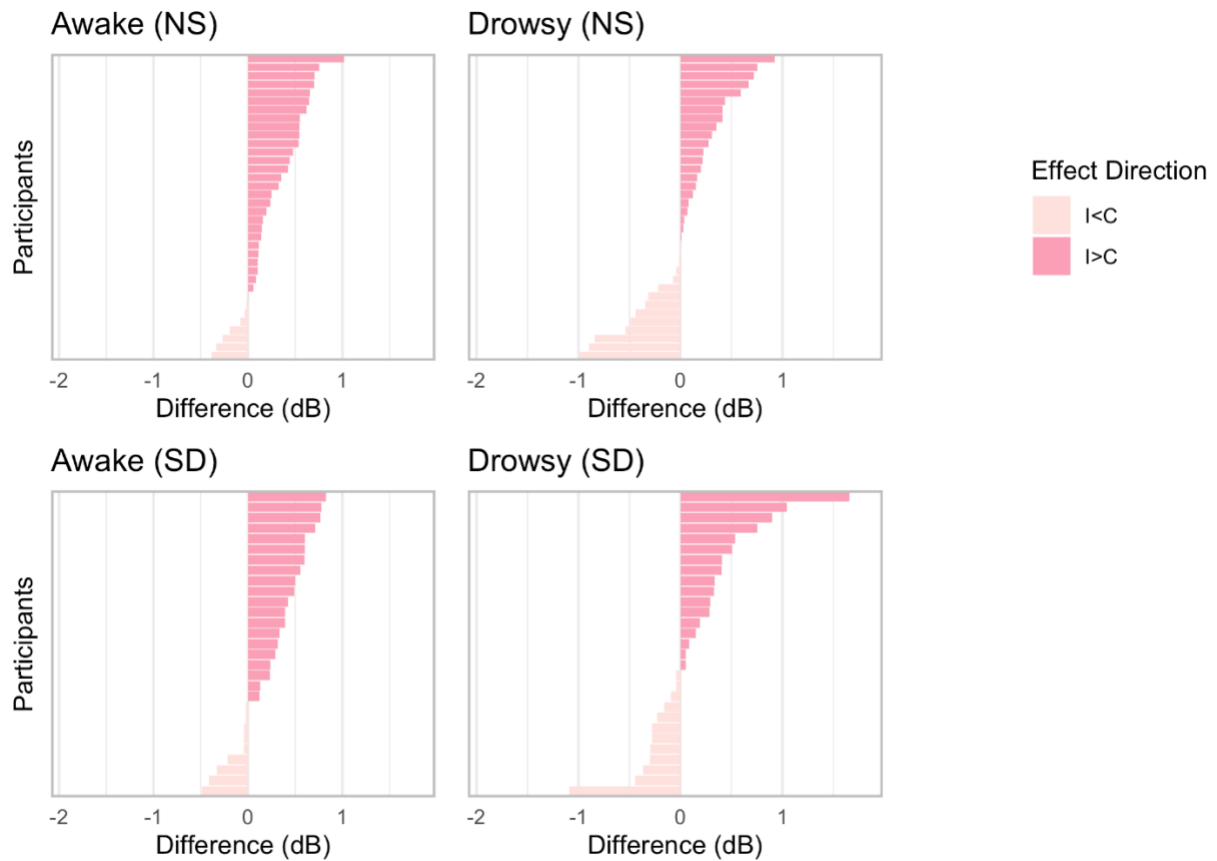 Awake (NS)
Drowsy (NS)
Participants
-2 -1 0 1
Difference (dB)
-2 -1 0 1
Difference (dB)
Effect Direction
I<C
I>C
Awake (SD)
Drowsy (SD)
Participants
-2 -1 0 1
Difference (dB)
-2 -1 0 1
Difference (dB)